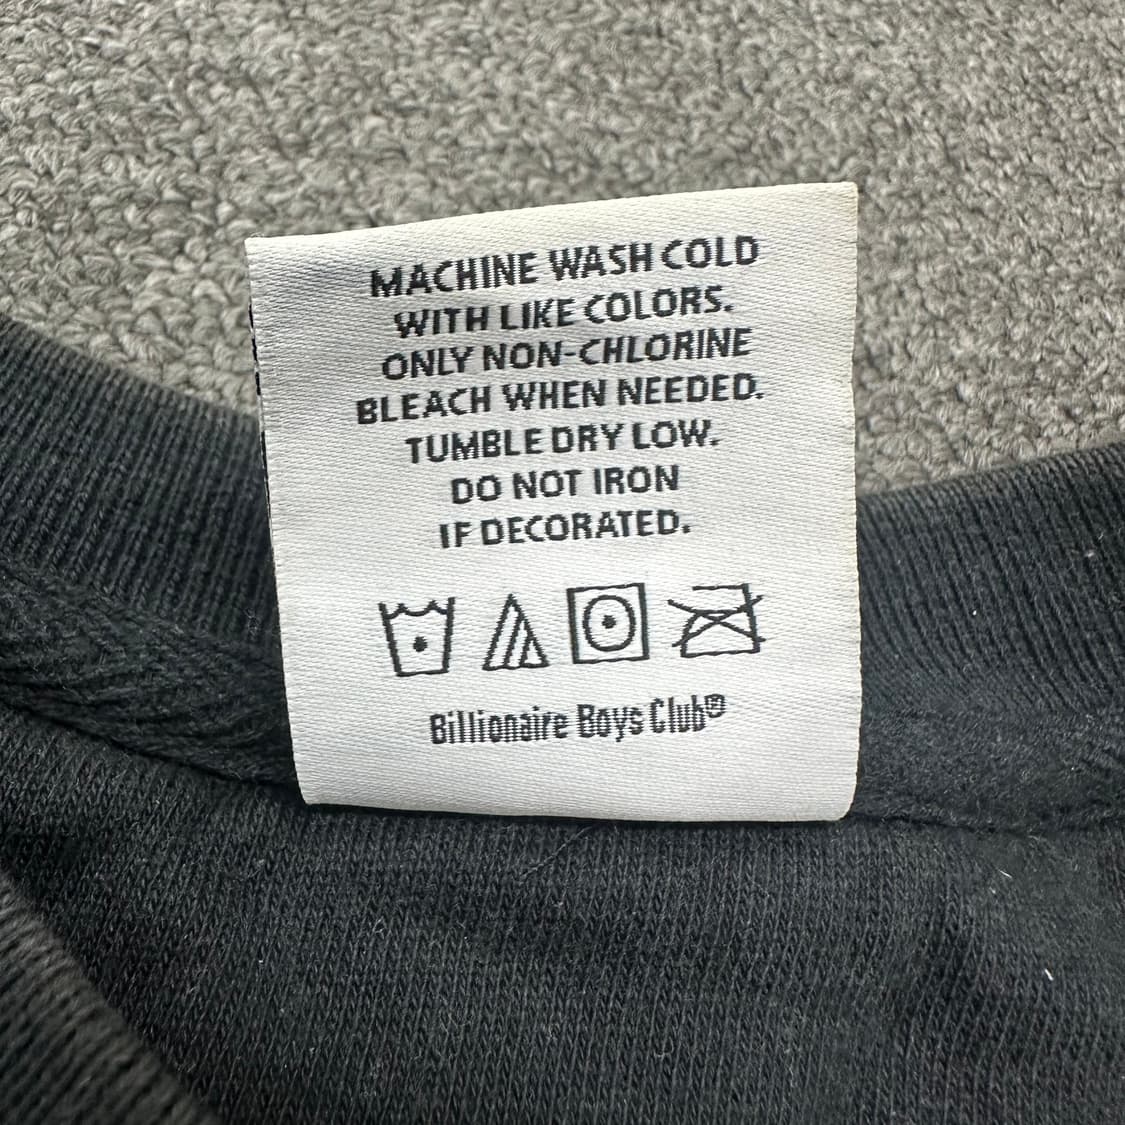 MACHINE WASH COLD
WITH LIKE COLORS.
ONLY NON-CHLORINE
BLEACH WHEN NEEDED.
TUMBLE DRY LOW.
DO NOT IRON
IF DECORATED.
Billionaire Boys Club®